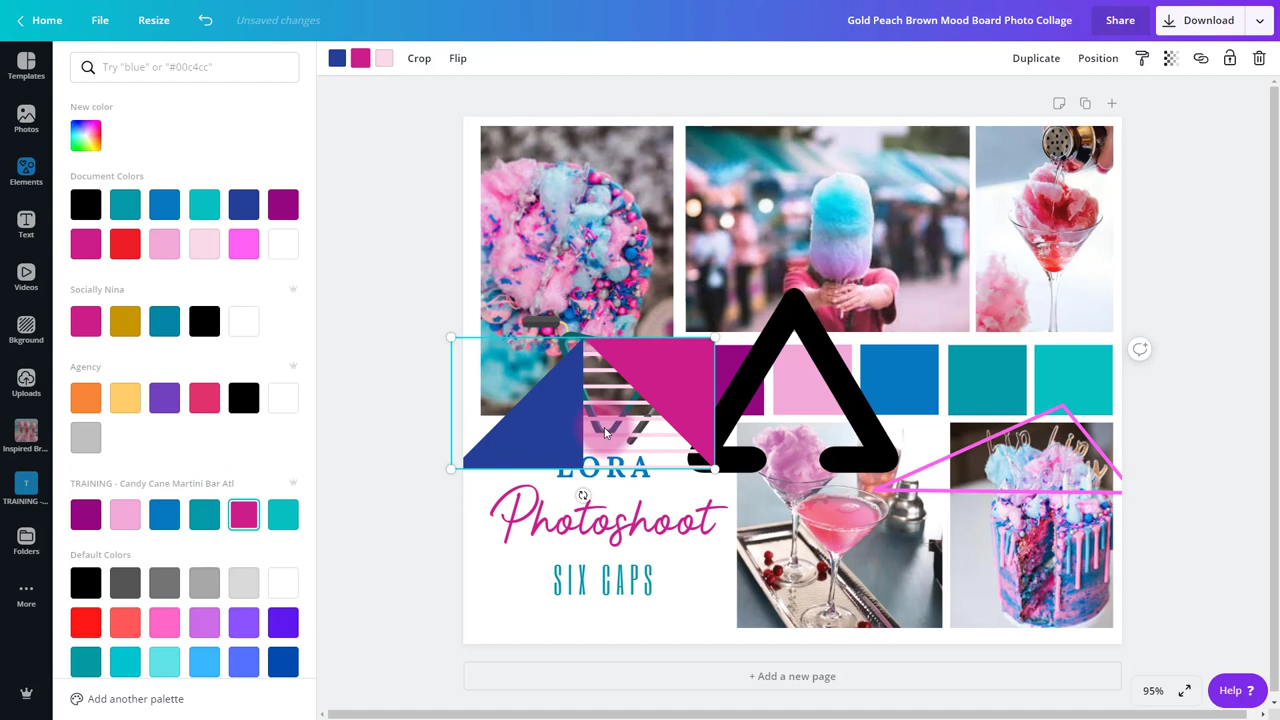 Home
File
Resize
Unsaved changes
Gold Peach Brown Mood Board Photo Collage
Share
Download
Templates
Photos
Elements
Text
Videos
Bkground
Uploads
Inspired Br...
TRAINING -...
Folders
More
Try "blue" or "#00c4cc"
New color
Document Colors
Socially Nina
Agency
TRAINING - Candy Cane Martini Bar Atl
Default Colors
Add another palette
Crop
Flip
Duplicate
Position
LORA
Photoshoot
SIX CAPS
+ Add a new page
95%
Help ?